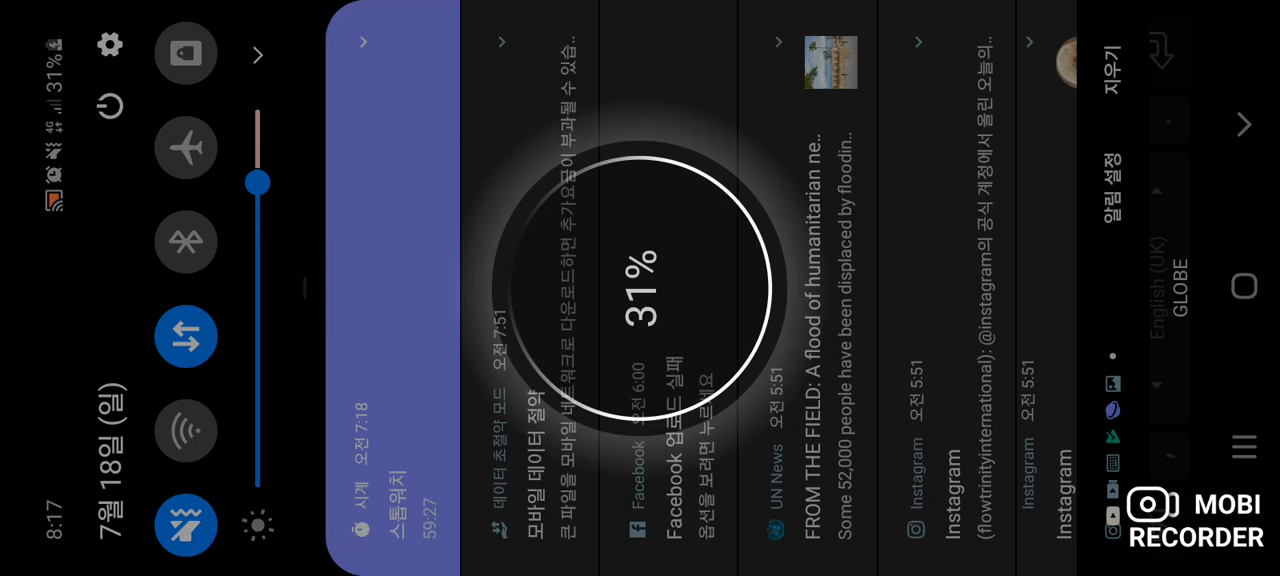 8:17
4G 31%
7월 18일 (일)
시계 오전 7:18
스톱워치
59:27
데이터 초절약 모드 오전 7:51
모바일 데이터 절약
큰 파일을 모바일 네트워크로 다운로드하면 추가요금이 부과될 수 있습..
31%
Facebook 오전 6:00
Facebook 업로드 실패
옵션을 보려면 누르세요
UN News 오전 5:51
FROM THE FIELD: A flood of humanitarian ne..
Some 52,000 people have been displaced by floodin..
Instagram 오전 5:51
Instagram
(flowtrinityinternational): @instagram의 공식 계정에서 올린 오늘의..
Instagram 오전 5:51
Instagram
알림 설정 지우기
English (UK)
GLOBE
MOBI
RECORDER